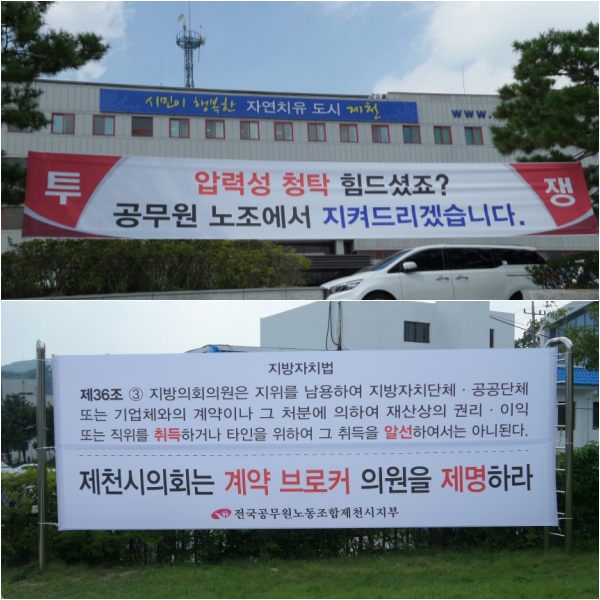 시민이 행복한 자연치유 도시 제천
www.
투 쟁
압력성 청탁 힘드셨죠?
공무원 노조에서 지켜드리겠습니다.
지방자치법
제36조 ③ 지방의회의원은 지위를 남용하여 지방자치단체·공공단체
또는 기업체와의 계약이나 그 처분에 의하여 재산상의 권리·이익
또는 직위를 취득하거나 타인을 위하여 그 취득을 알선하여서는 아니된다.
제천시의회는 계약 브로커 의원을 제명하라
전국공무원노동조합제천시지부